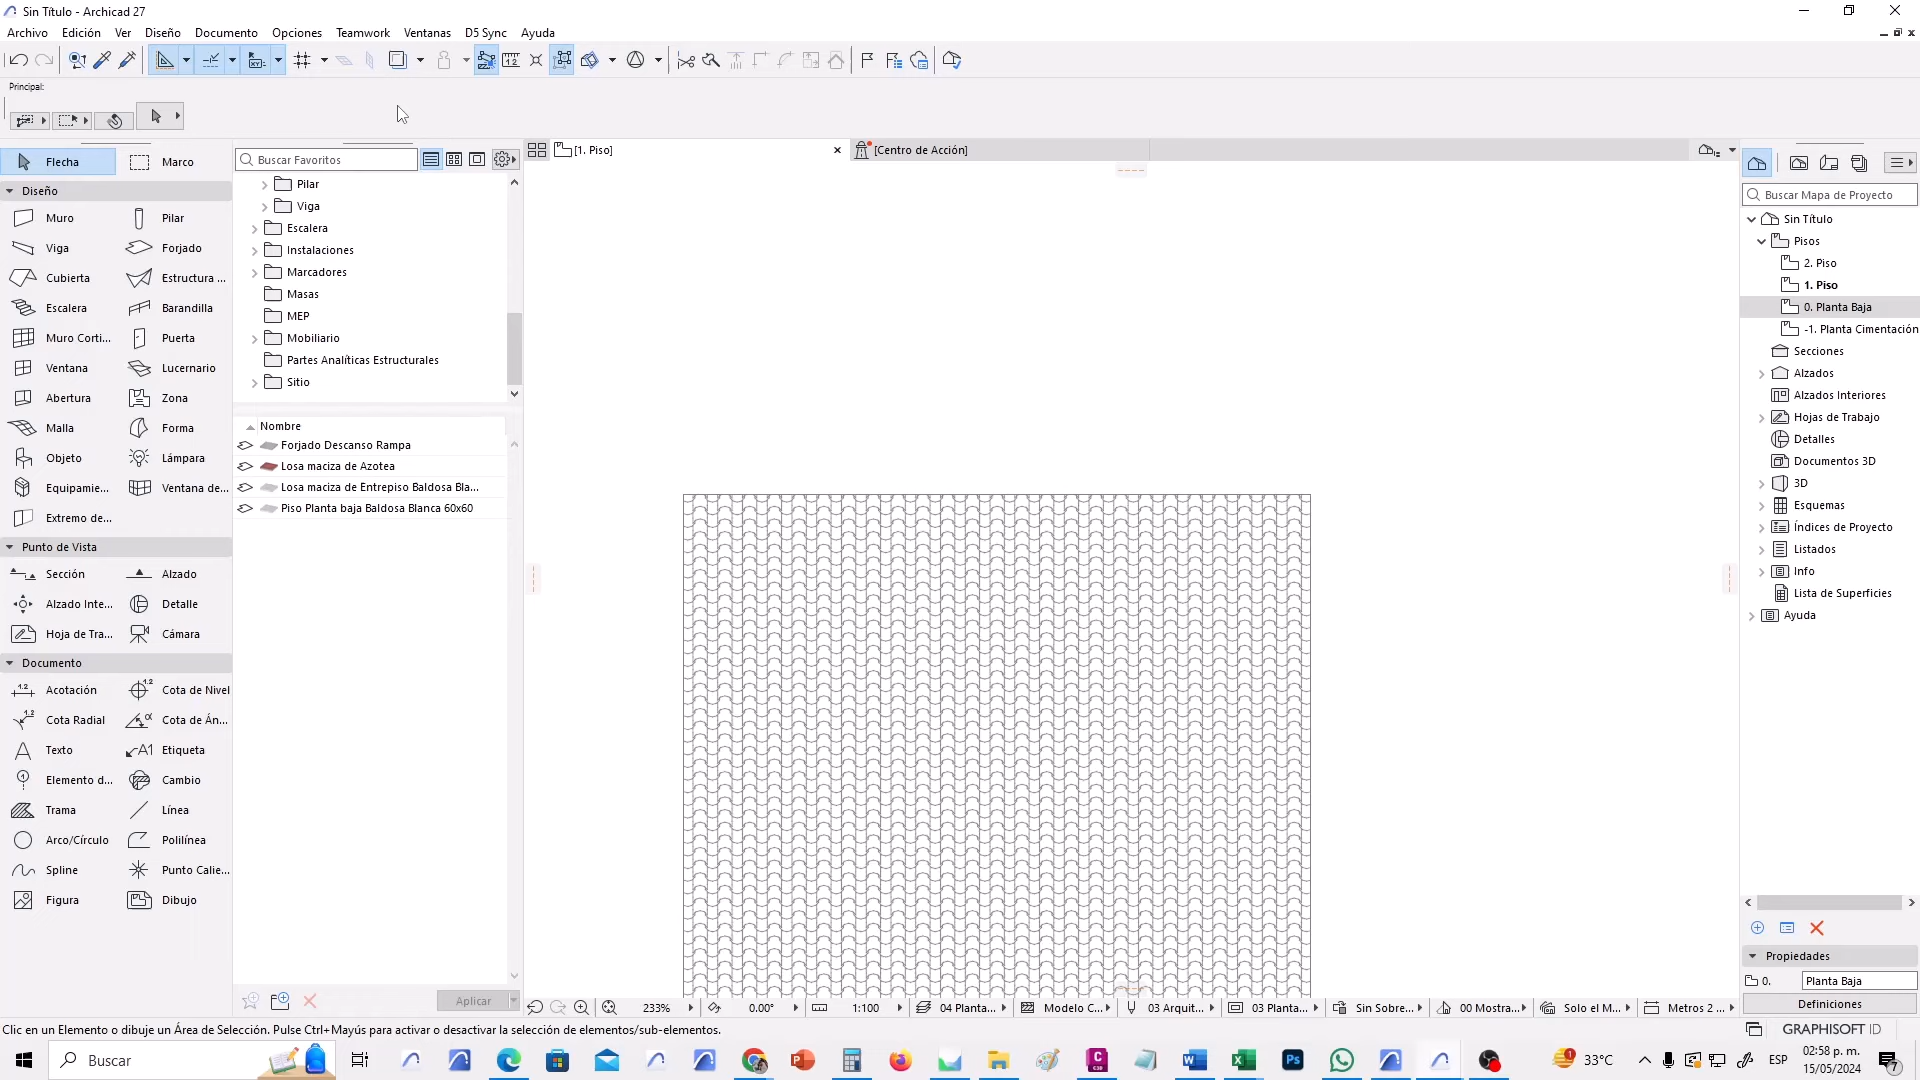 Sin Título - Archicad 27
Archivo Edición Ver Diseño Documento Opciones Teamwork Ventanas D5 Sync Ayuda
Principal:
Flecha Marco
Diseño
Muro Pilar
Viga Forjado
Cubierta Estructura ...
Escalera Barandilla
Muro Corti... Puerta
Ventana Lucernario
Abertura Zona
Malla Forma
Objeto Lámpara
Equipamie... Ventana de...
Extremo de...
Punto de Vista
Sección Alzado
Alzado Inte... Detalle
Hoja de Tra... Cámara
Documento
Acotación Cota de Nivel
Cota Radial Cota de Án...
Texto Etiqueta
Elemento d... Cambio
Trama Línea
Arco/Círculo Polilínea
Spline Punto Calie...
Figura Dibujo
Buscar Favoritos
Pilar
Viga
Escalera
Instalaciones
Marcadores
Masas
MEP
Mobiliario
Partes Analíticas Estructurales
Sitio
Nombre
Forjado Descanso Rampa
Losa maciza de Azotea
Losa maciza de Entrepiso Baldosa Bla...
Piso Planta baja Baldosa Blanca 60x60
Aplicar
[1. Piso] [Centro de Acción]
Buscar Mapa de Proyecto
Sin Título
Pisos
2. Piso
1. Piso
0. Planta Baja
-1. Planta Cimentación
Secciones
Alzados
Alzados Interiores
Hojas de Trabajo
Detalles
Documentos 3D
3D
Esquemas
Índices de Proyecto
Listados
Info
Lista de Superficies
Ayuda
Propiedades
0. Planta Baja
Definiciones
233% 0.00° 1:100 04 Planta... Modelo C... 03 Arquit... 03 Planta... Sin Sobre... 00 Mostra... Solo el M... Metros 2 ...
Clic en un Elemento o dibuje un Área de Selección. Pulse Ctrl+Mayús para activar o desactivar la selección de elementos/sub-elementos.
GRAPHISOFT ID
Buscar
33°C
ESP
02:58 p. m.
15/05/2024
7